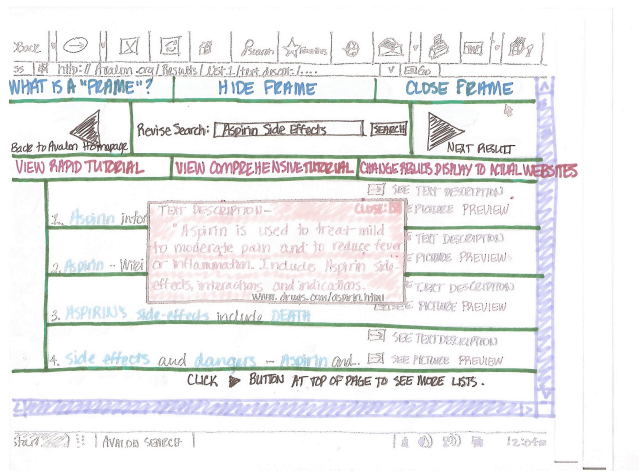 Back Search Favorites
http://Avalon.org/Results/List1/text.descr./....
Go
WHAT IS A "FRAME"? HIDE FRAME CLOSE FRAME
Revise Search: Aspirin Side Effects SEARCH
Back to Avalon Homepage NEXT RESULT
VIEW RAPID TUTORIAL VIEW COMPREHENSIVE TUTORIAL CHANGE RESULTS DISPLAY TO ACTUAL WEBSITES
SEE TEXT DESCRIPTION
TEXT DESCRIPTION— CLOSE:
1. Aspirin infor PICTURE PREVIEW
"Aspirin is used to treat mild
to moderate pain and to reduce fever
TEXT DESCRIPTION
2. Aspirin -- Wiki PICTURE PREVIEW
or inflammation. Includes Aspirin side-
effects, interactions and indications.
DESCRIPTION
www.drugs.com/aspirin.html
3. ASPIRIN'S side-effects include DEATH
PICTURE PREVIEW
SEE TEXT DESCRIPTION
4. side effects and dangers - Aspirin and..
SEE PICTURE PREVIEW
CLICK ▶ BUTTON AT TOP OF PAGE TO SEE MORE LISTS.
Start AVALON SEARCH 12:04am